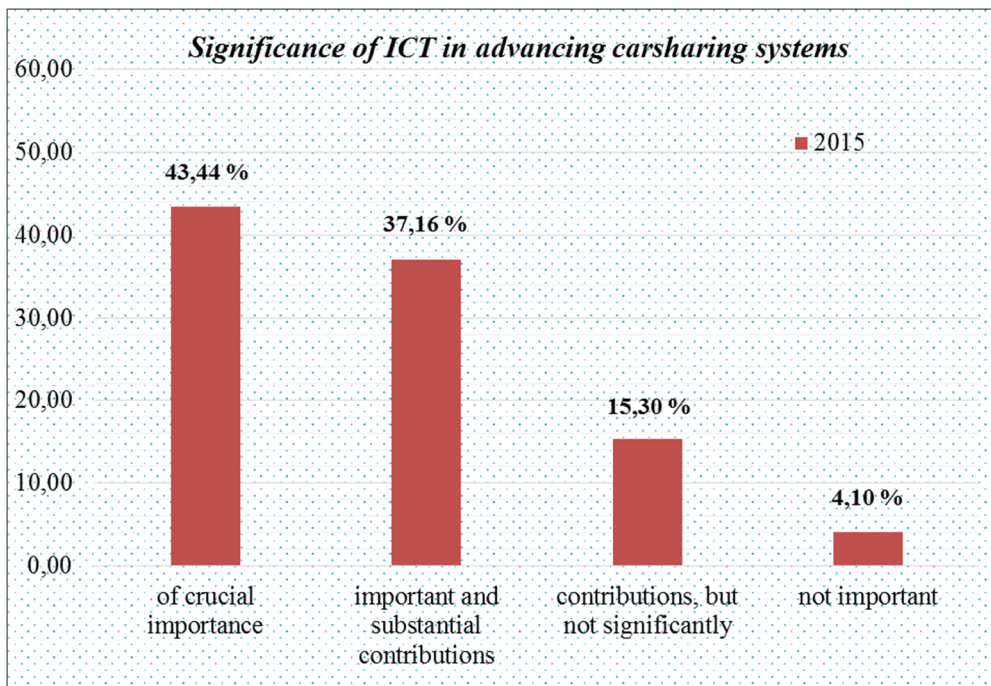 Significance of ICT in advancing carsharing systems
60,00
50,00
40,00
30,00
20,00
10,00
0,00
2015
43,44 %
37,16 %
15,30 %
4,10 %
of crucial
importance
important and
substantial
contributions
contributions, but
not significantly
not important